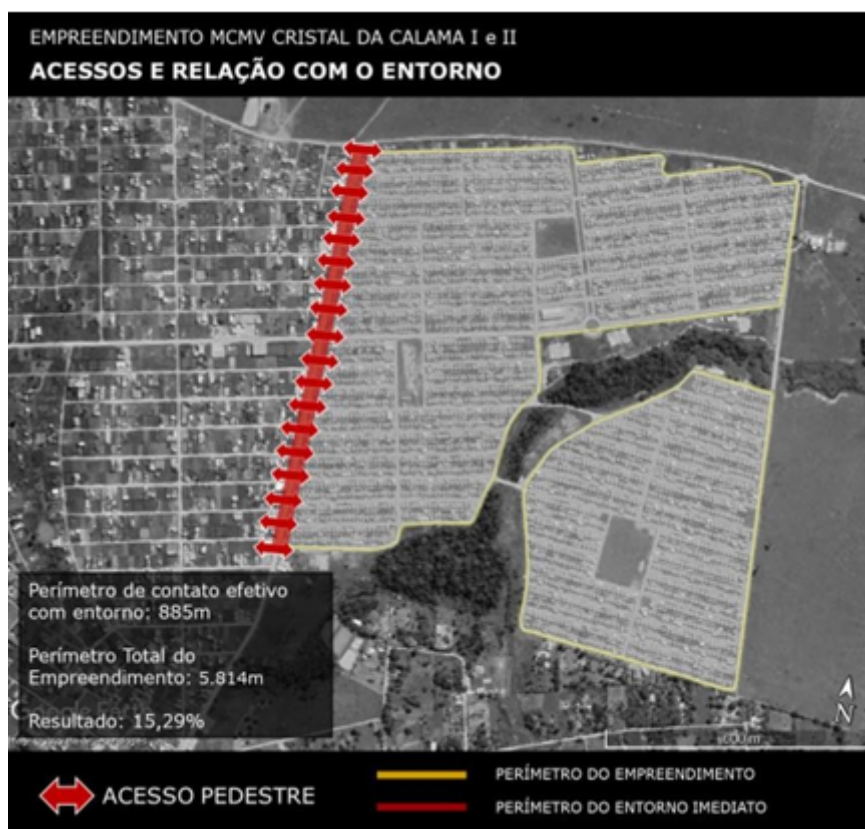 EMPREENDIMENTO MCMV CRISTAL DA CALAMA I e II
ACESSOS E RELAÇÃO COM O ENTORNO
Perímetro de contato efetivo
com entorno: 885m
Perímetro Total do
Empreendimento: 5.814m
Resultado: 15,29%
N
600 m
ACESSO PEDESTRE
PERÍMETRO DO EMPREENDIMENTO
PERÍMETRO DO ENTORNO IMEDIATO